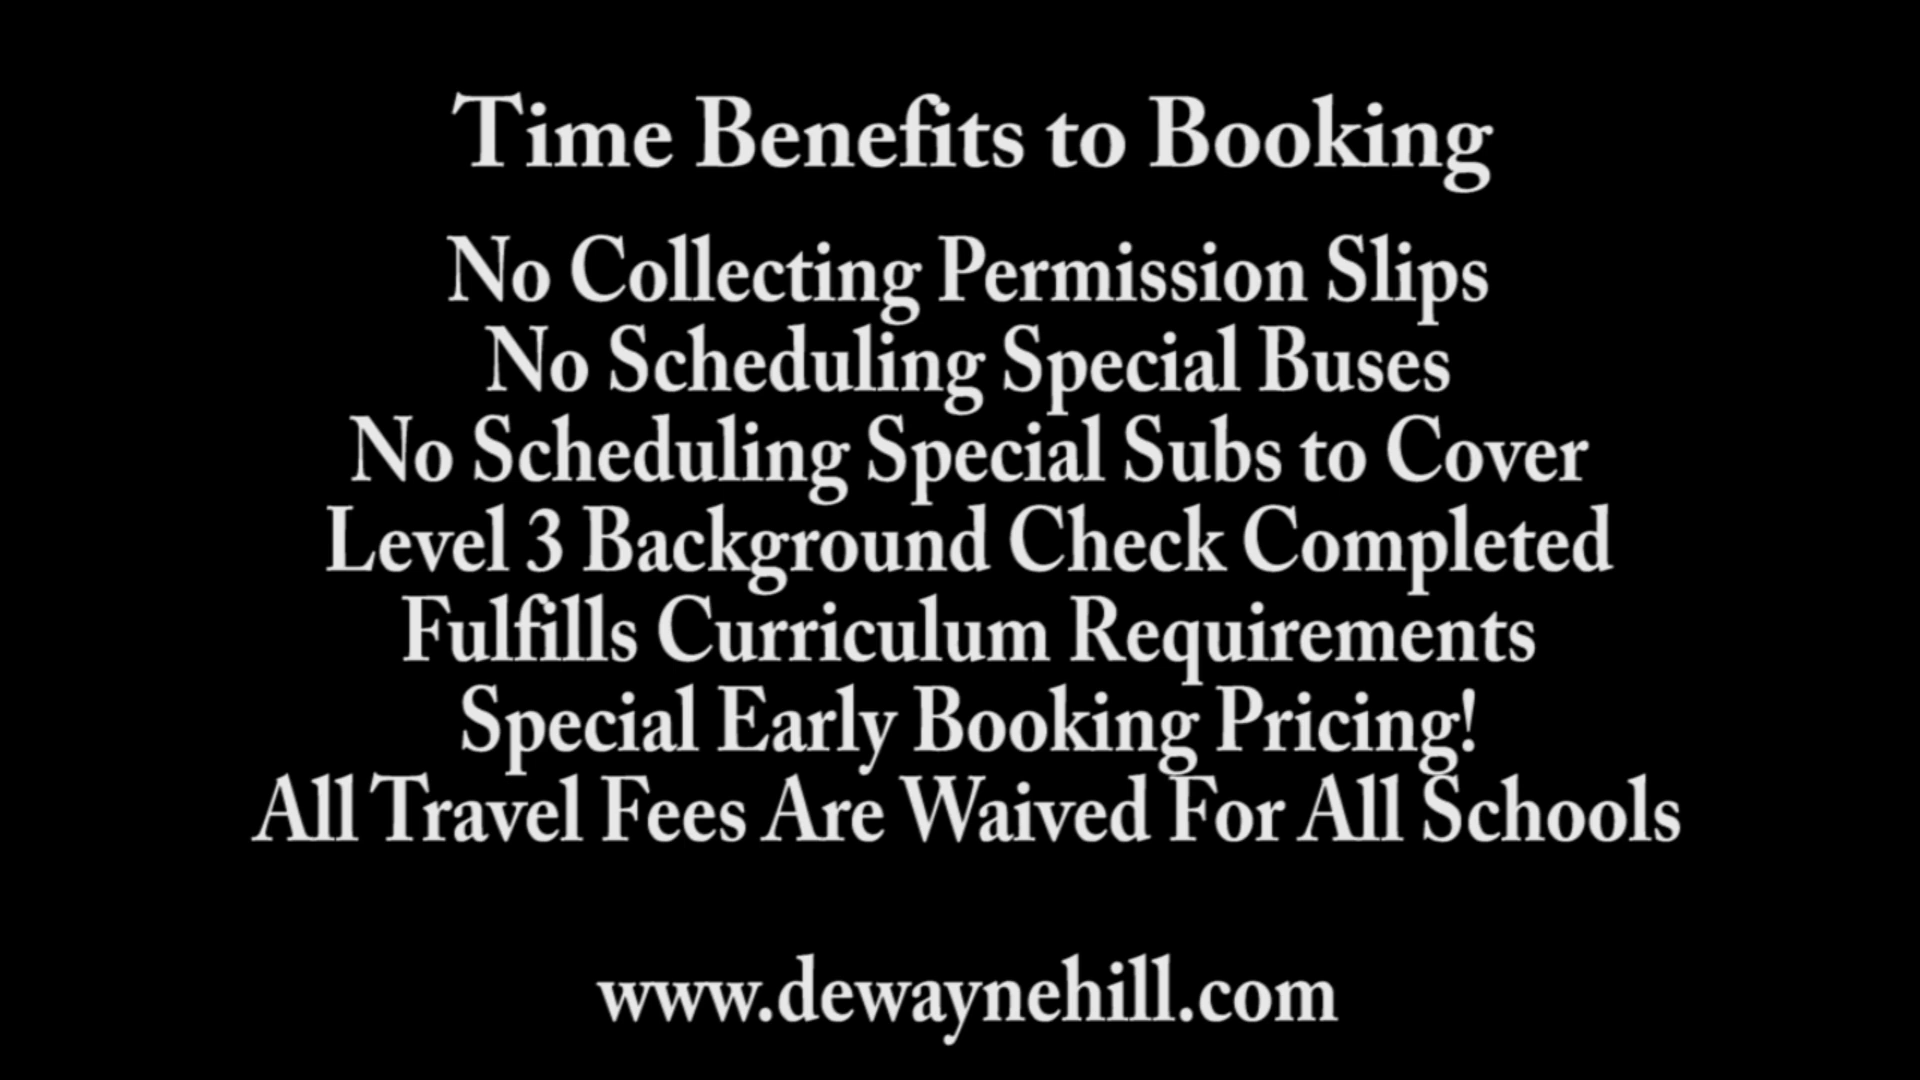 Time Benefits to Booking
No Collecting Permission Slips
No Scheduling Special Buses
No Scheduling Special Subs to Cover
Level 3 Background Check Completed
Fulfills Curriculum Requirements
Special Early Booking Pricing!
All Travel Fees Are Waived For All Schools
www.dewaynehill.com